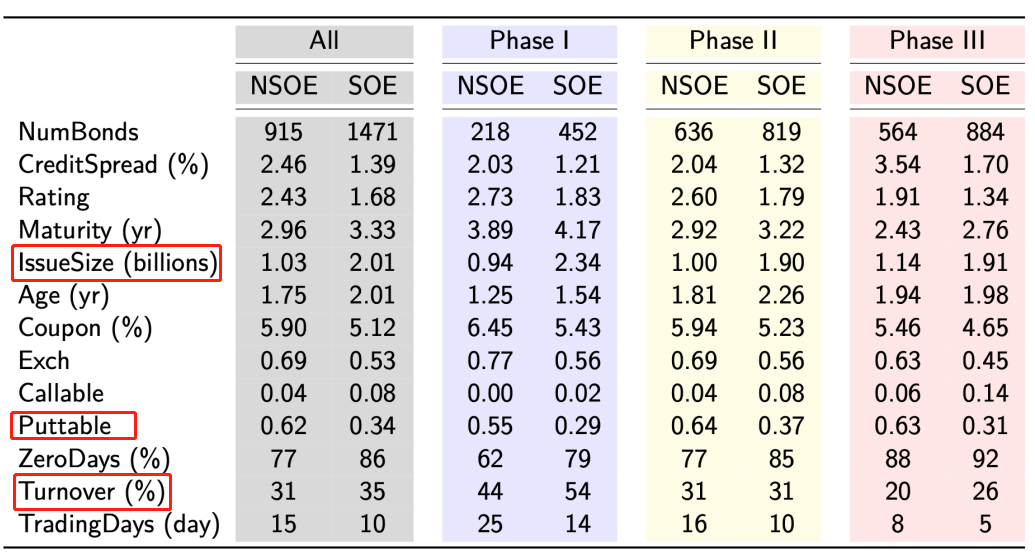 All Phase I Phase II Phase III
NSOE SOE NSOE SOE NSOE SOE NSOE SOE
NumBonds 915 1471 218 452 636 819 564 884
CreditSpread (%) 2.46 1.39 2.03 1.21 2.04 1.32 3.54 1.70
Rating 2.43 1.68 2.73 1.83 2.60 1.79 1.91 1.34
Maturity (yr) 2.96 3.33 3.89 4.17 2.92 3.22 2.43 2.76
IssueSize (billions) 1.03 2.01 0.94 2.34 1.00 1.90 1.14 1.91
Age (yr) 1.75 2.01 1.25 1.54 1.81 2.26 1.94 1.98
Coupon (%) 5.90 5.12 6.45 5.43 5.94 5.23 5.46 4.65
Exch 0.69 0.53 0.77 0.56 0.69 0.56 0.63 0.45
Callable 0.04 0.08 0.00 0.02 0.04 0.08 0.06 0.14
Puttable 0.62 0.34 0.55 0.29 0.64 0.37 0.63 0.31
ZeroDays (%) 77 86 62 79 77 85 88 92
Turnover (%) 31 35 44 54 31 31 20 26
TradingDays (day) 15 10 25 14 16 10 8 5